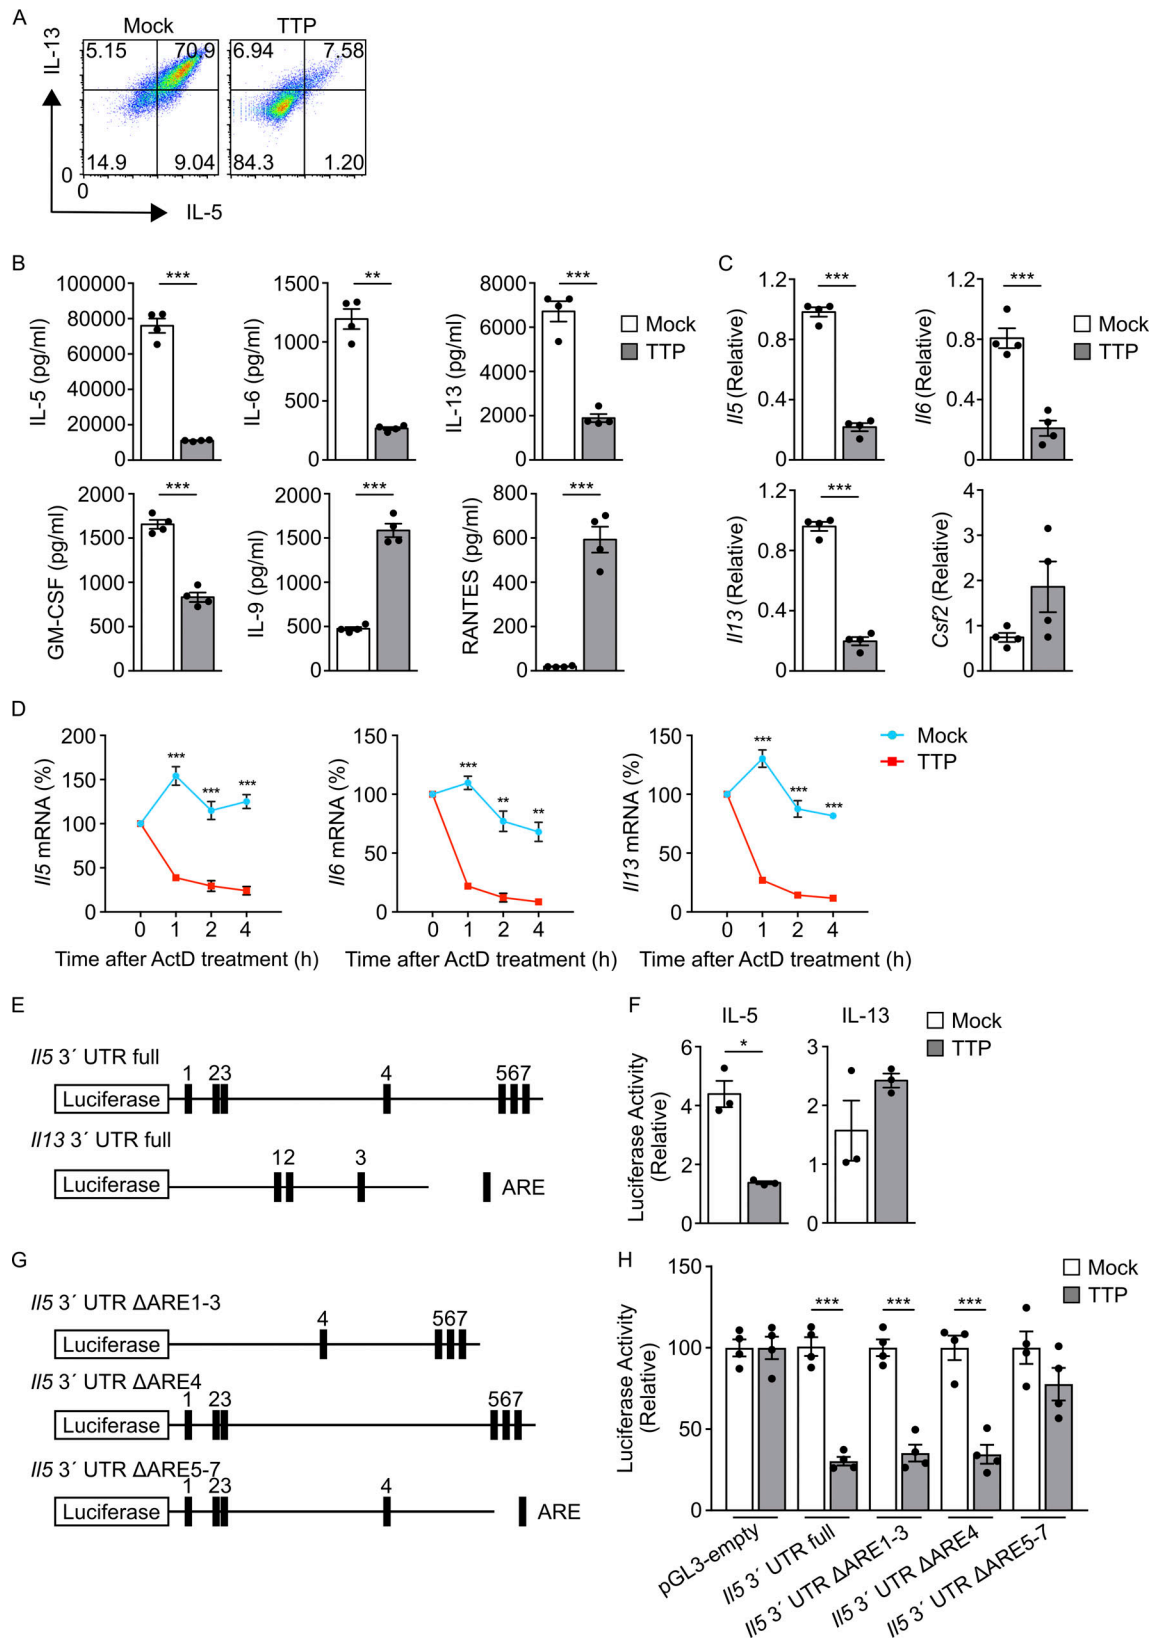 A
Mock TTP
IL-13
5.15 70.9 6.94 7.58
14.9 9.04 84.3 1.20
0
0
IL-5
B
IL-5 (pg/ml)
100000
80000
60000
40000
20000
0
***
IL-6 (pg/ml)
1500
1000
500
0
**
IL-13 (pg/ml)
8000
6000
4000
2000
0
***
Mock
TTP
GM-CSF (pg/ml)
2000
1500
1000
500
0
***
IL-9 (pg/ml)
2000
1500
1000
500
0
***
RANTES (pg/ml)
800
600
400
200
0
***
C
Il5 (Relative)
1.2
0.8
0.4
0
***
Il6 (Relative)
1.2
0.8
0.4
0
***
Mock
TTP
Il13 (Relative)
1.2
0.8
0.4
0
***
Csf2 (Relative)
4
3
2
1
0
D
Il5 mRNA (%)
200
150
100
50
0
*** *** ***
0 1 2 4
Time after ActD treatment (h)
Il6 mRNA (%)
150
100
50
0
*** ** **
0 1 2 4
Time after ActD treatment (h)
Il13 mRNA (%)
150
100
50
0
*** *** ***
0 1 2 4
Time after ActD treatment (h)
Mock
TTP
E
Il5 3´ UTR full
1 23 4 567
Luciferase
Il13 3´ UTR full
12 3
Luciferase
ARE
F
IL-5 IL-13
Luciferase Activity
(Relative)
6
4
2
0
*
3
2
1
0
Mock
TTP
G
Il5 3´ UTR ΔARE1-3
4 567
Luciferase
Il5 3´ UTR ΔARE4
1 23 567
Luciferase
Il5 3´ UTR ΔARE5-7
1 23 4
Luciferase
ARE
H
Luciferase Activity
(Relative)
150
100
50
0
*** *** ***
Mock
TTP
pGL3-empty
Il5 3´ UTR full
Il5 3´ UTR ΔARE1-3
Il5 3´ UTR ΔARE4
Il5 3´ UTR ΔARE5-7